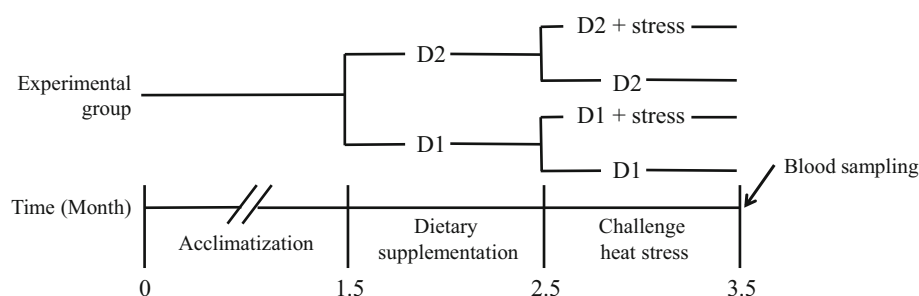 D2 + stress
D2
D2
Experimental
group
D1 + stress
D1
D1
Blood sampling
Time (Month)
Acclimatization
Dietary
supplementation
Challenge
heat stress
0
1.5
2.5
3.5